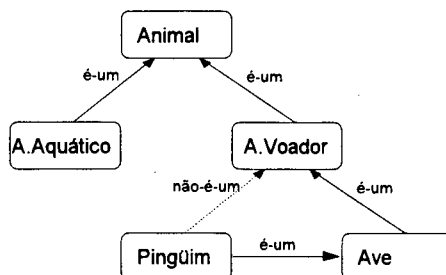 Animal
é-um
é-um
A.Aquático
A.Voador
não-é-um
é-um
Pingüim
é-um
Ave